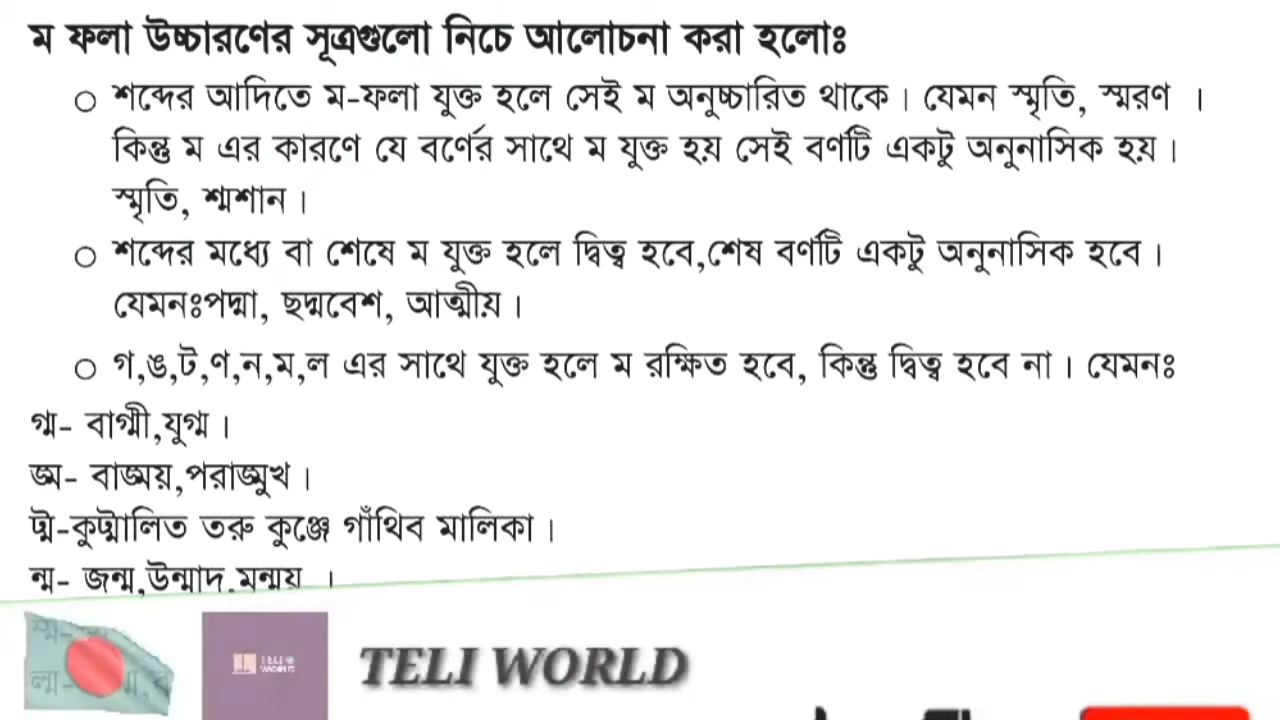 ম ফলা উচ্চারণের সূত্রগুলো নিচে আলোচনা করা হলোঃ
○ শব্দের আদিতে ম-ফলা যুক্ত হলে সেই ম অনুচ্চারিত থাকে। যেমন স্মৃতি, স্মরণ ।
কিন্তু ম এর কারণে যে বর্ণের সাথে ম যুক্ত হয় সেই বর্ণটি একটু অনুনাসিক হয়।
স্মৃতি, শ্মশান।
○ শব্দের মধ্যে বা শেষে ম যুক্ত হলে দ্বিত্ব হবে,শেষ বর্ণটি একটু অনুনাসিক হবে।
যেমনঃপদ্মা, ছদ্মবেশ, আত্মীয়।
○ গ,ঙ,ট,ণ,ন,ম,ল এর সাথে যুক্ত হলে ম রক্ষিত হবে, কিন্তু দ্বিত্ব হবে না। যেমনঃ
গ্ম- বাগ্মী,যুগ্ম।
ঙ্ম- বাঙ্ময়,পরাঙ্মুখ।
ট্ম-কুট্মালিত তরু কুঞ্জে গাঁথিব মালিকা।
ন্ম- জন্ম,উন্মাদ,মন্ময় ।
TELI WORLD
TELI WORLD